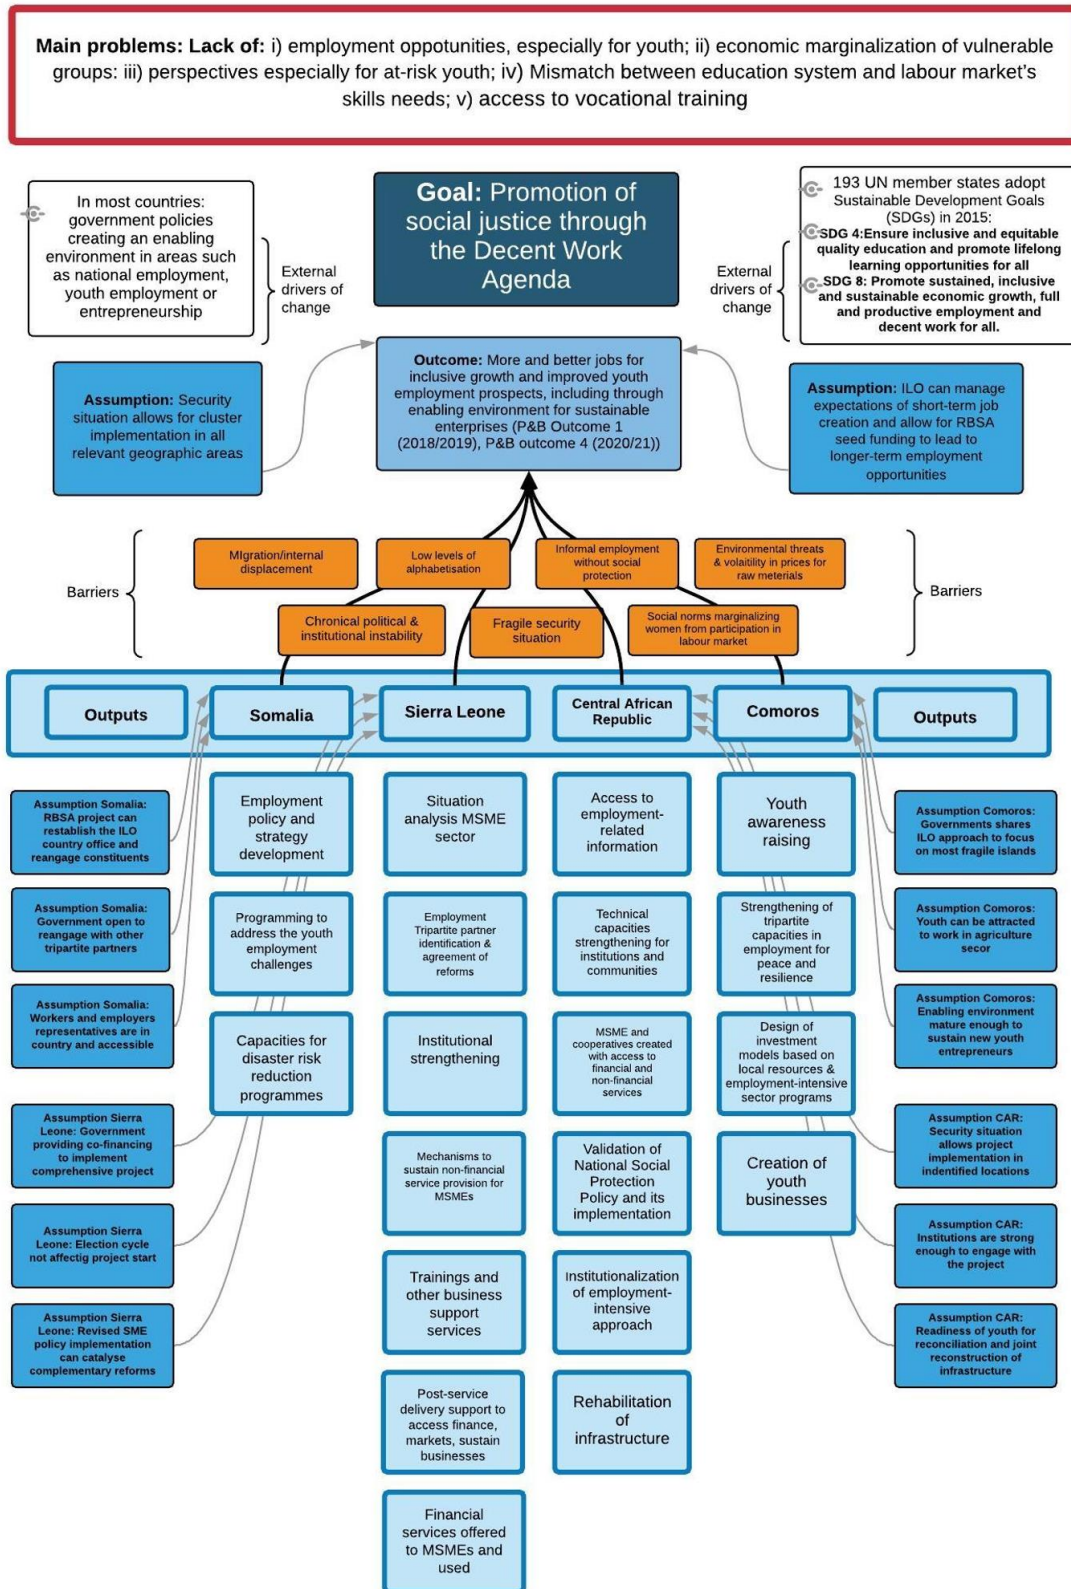 Main problems: Lack of: i) employment oppotunities, especially for youth; ii) economic marginalization of vulnerable
groups: iii) perspectives especially for at-risk youth; iv) Mismatch between education system and labour market's
skills needs; v) access to vocational training
In most countries:
government policies
creating an enabling
environment in areas such
as national employment,
youth employment or
entrepreneurship
External
drivers of
change
Goal: Promotion of
social justice through
the Decent Work
Agenda
External
drivers of
change
193 UN member states adopt
Sustainable Development Goals
(SDGs) in 2015:
SDG 4:Ensure inclusive and equitable
quality education and promote lifelong
learning opportunities for all
SDG 8: Promote sustained, inclusive
and sustainable economic growth, full
and productive employment and
decent work for all.
Assumption: Security
situation allows for cluster
implementation in all
relevant geographic areas
Outcome: More and better jobs for
inclusive growth and improved youth
employment prospects, including through
enabling environment for sustainable
enterprises (P&B Outcome 1
(2018/2019), P&B outcome 4 (2020/21))
Assumption: ILO can manage
expectations of short-term job
creation and allow for RBSA
seed funding to lead to
longer-term employment
opportunities
Barriers
MIgration/internal
displacement
Low levels of
alphabetisation
Informal employment
without social
protection
Environmental threats
& volaitility in prices for
raw meterials
Barriers
Chronical political &
institutional instability
Fragile security
situation
Social norms marginalizing
women from participation in
labour market
Outputs
Somalia
Sierra Leone
Central African
Republic
Comoros
Outputs
Assumption Somalia:
RBSA project can
restablish the ILO
country office and
reangage constituents
Assumption Somalia:
Government open to
reangage with other
tripartite partners
Assumption Somalia:
Workers and employers
representatives are in
country and accessible
Assumption Sierra
Leone: Government
providing co-financing
to implement
comprehensive project
Assumption Sierra
Leone: Election cycle
not affectig project start
Assumption Sierra
Leone: Revised SME
policy implementation
can catalyse
complementary reforms
Employment
policy and
strategy
development
Programming to
address the youth
employment
challenges
Capacities for
disaster risk
reduction
programmes
Situation
analysis MSME
sector
Employment
Tripartite partner
identification &
agreement of
reforms
Institutional
strengthening
Mechanisms to
sustain non-financial
service provision for
MSMEs
Trainings and
other business
support
services
Post-service
delivery support to
access finance,
markets, sustain
businesses
Financial
services offered
to MSMEs and
used
Access to
employment-
related
information
Technical
capacities
strengthening for
institutions and
communities
MSME and
cooperatives created
with access to
financial and
non-financial
services
Validation of
National Social
Protection
Policy and its
implementation
Institutionalization
of employment-
intensive
approach
Rehabilitation
of
infrastructure
Youth
awareness
raising
Strengthening of
tripartite
capacities in
employment for
peace and
resilience
Design of
investment
models based on
local resources &
employment-intensive
sector programs
Creation of
youth
businesses
Assumption Comoros:
Governments shares
ILO approach to focus
on most fragile islands
Assumption Comoros:
Youth can be attracted
to work in agriculture
secor
Assumption Comoros:
Enabling environment
mature enough to
sustain new youth
entrepreneurs
Assumption CAR:
Security situation
allows project
implementation in
indentified locations
Assumption CAR:
Institutions are strong
enough to engage with
the project
Assumption CAR:
Readiness of youth for
reconciliation and joint
reconstruction of
infrastructure